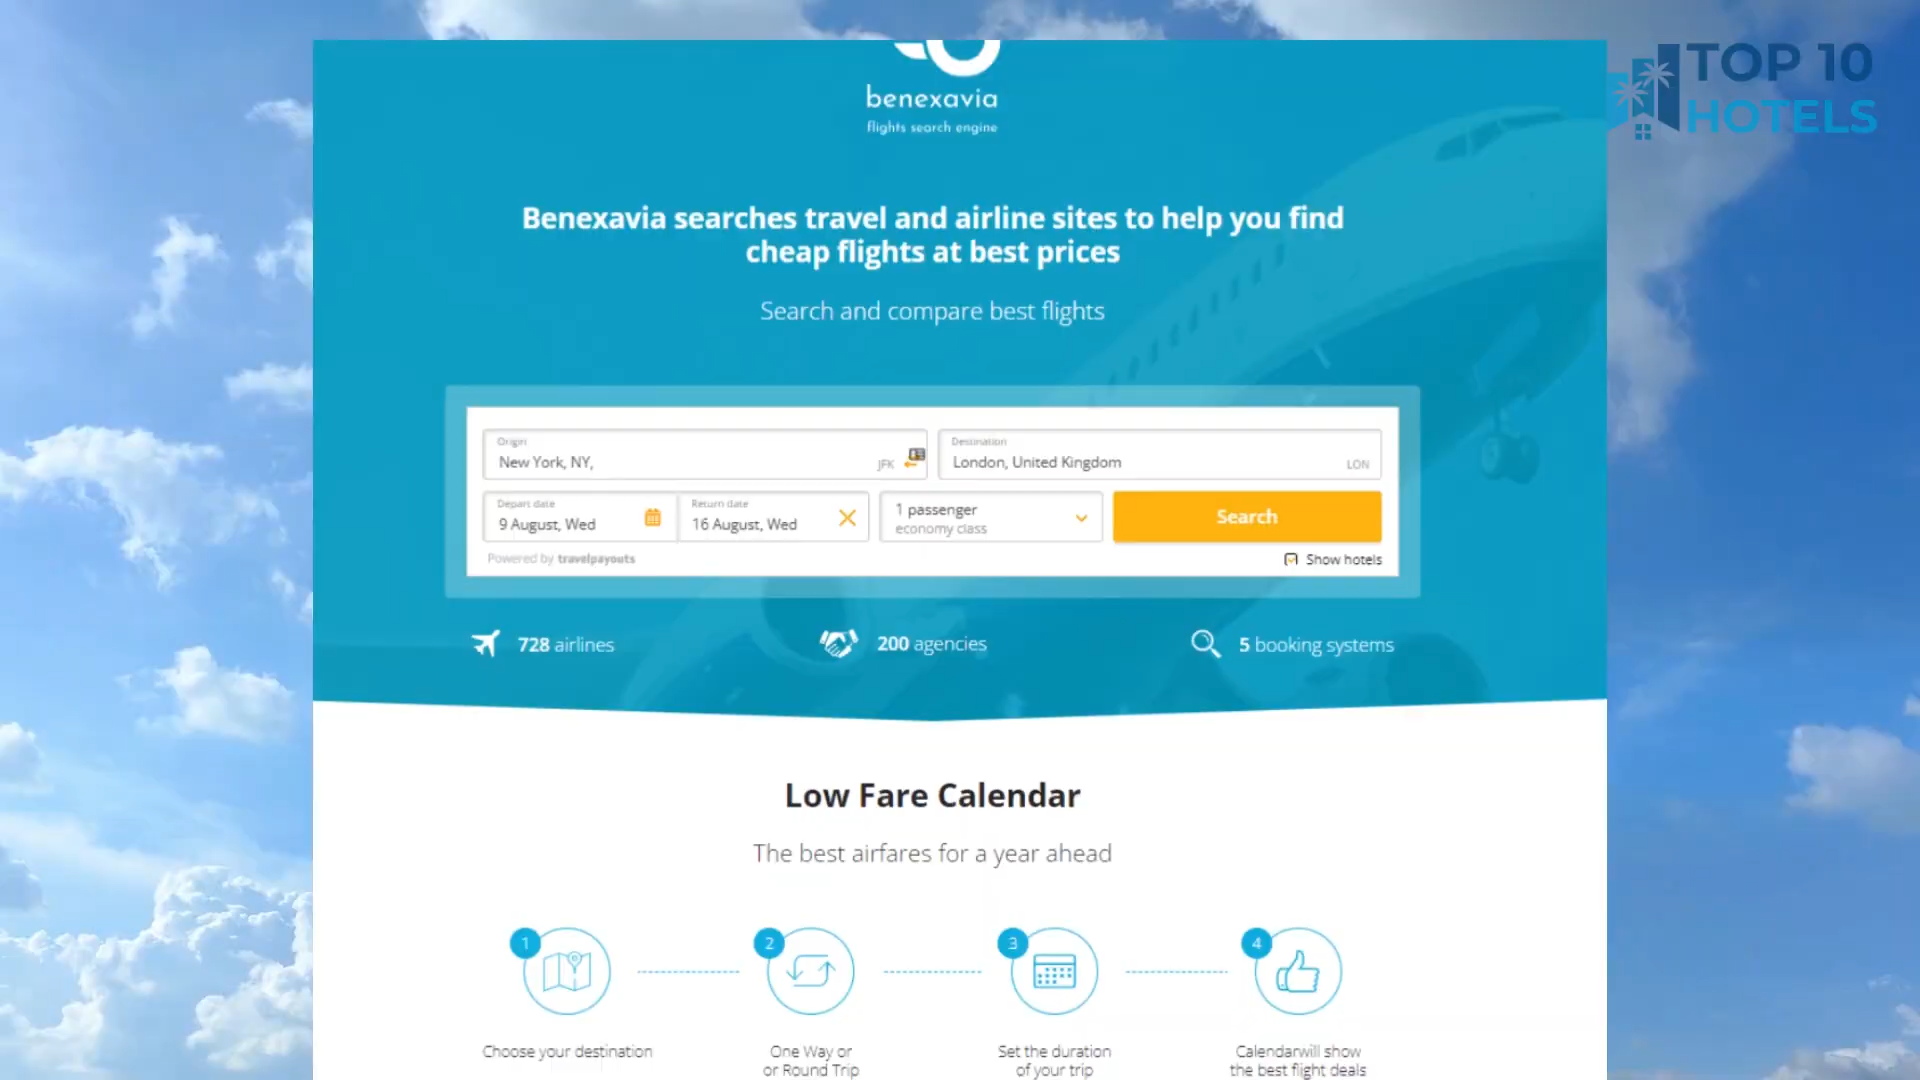 TOP 10
HOTELS
benexavia
flights search engine
Benexavia searches travel and airline sites to help you find
cheap flights at best prices
Search and compare best flights
Origin
Destination
New York, NY,
JFK
London, United Kingdom
LON
Depart date
Return date
9 August, Wed
16 August, Wed
1 passenger
economy class
Search
Powered by travelpayouts
Show hotels
728 airlines
200 agencies
5 booking systems
Low Fare Calendar
The best airfares for a year ahead
1
2
3
4
Choose your destination
One Way or
or Round Trip
Set the duration
of your trip
Calendarwill show
the best flight deals